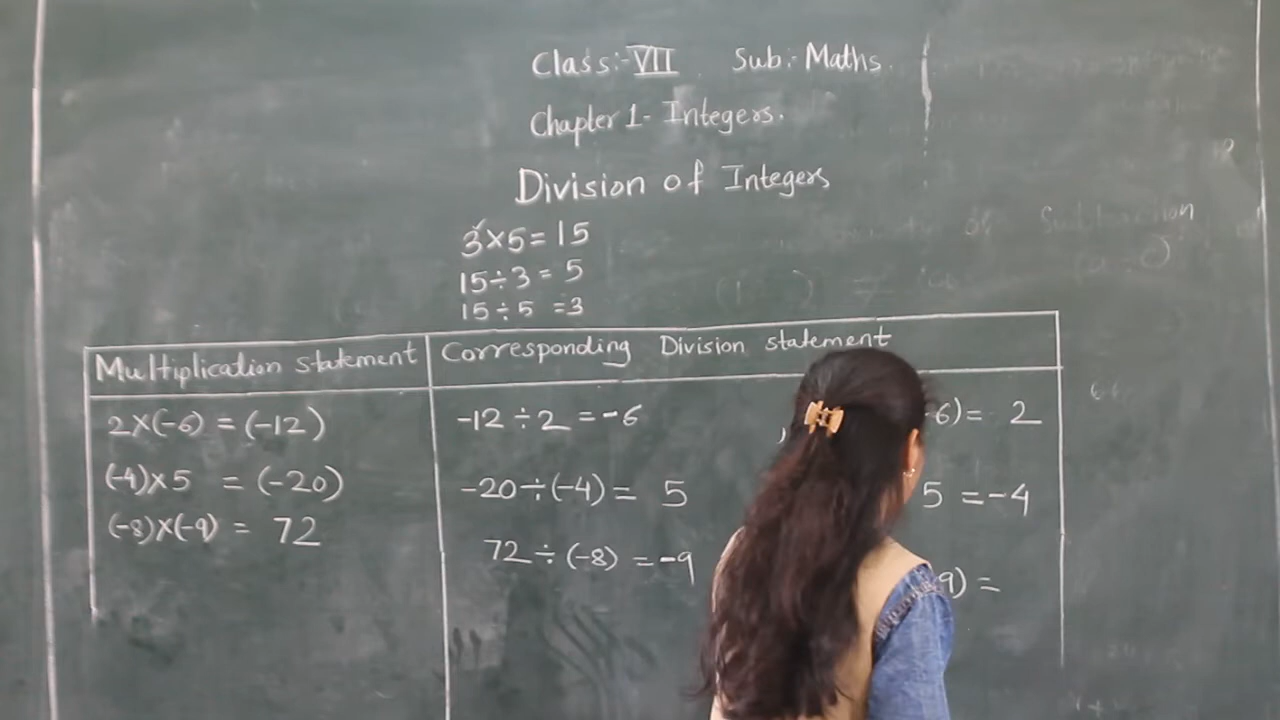 Class:- VII Sub:- Maths.
Chapter 1- Integers.
Division of Integers
3×5=15
15÷3=5
15÷5=3
Multiplication statement Corresponding Division statement
2×(-6)=(-12) -12÷2=-6 , 6)= 2
(-4)×5=(-20) -20÷(-4)= 5 5=-4
(-8)×(-9)= 72 72÷(-8)=-9 9)=